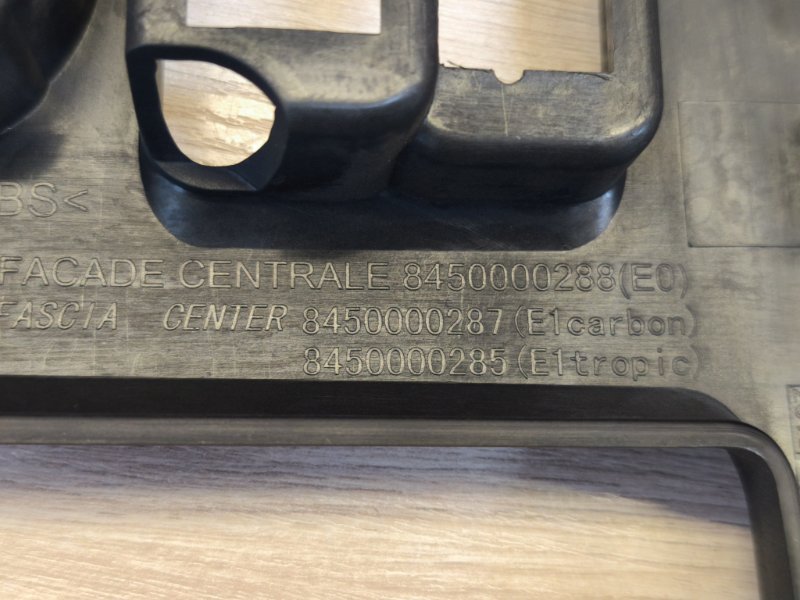 BS<
FACADE CENTRALE 8450000288(E0)
FASCIA CENTER 8450000287(E1carbon)
8450000285(E1tropic)